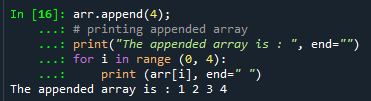 In [16]: arr.append(4);
...: # printing appended array
...: print("The appended array is : ", end="")
...: for i in range (0, 4):
...:     print (arr[i], end=" ")
The appended array is : 1 2 3 4